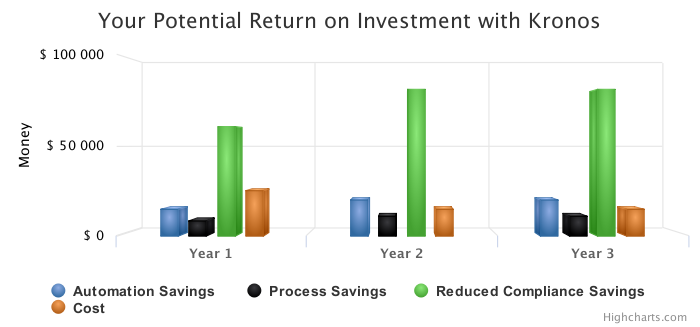 Your Potential Return on Investment with Kronos
$ 100 000
$ 50 000
$ 0
Money
Year 1
Year 2
Year 3
Automation Savings
Process Savings
Reduced Compliance Savings
Cost
Highcharts.com